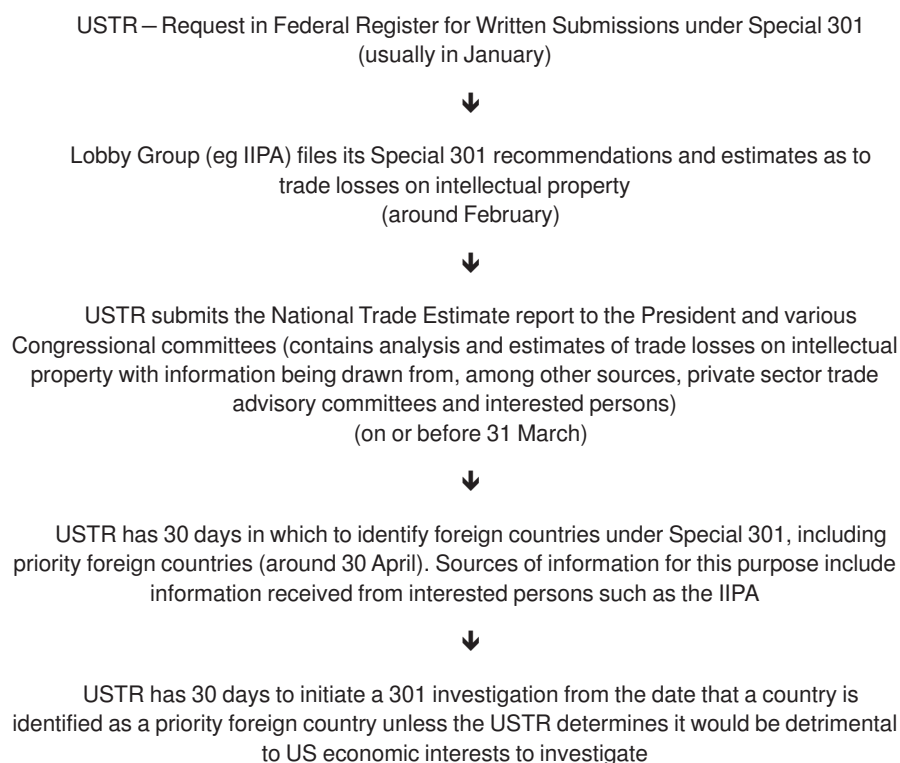 USTR – Request in Federal Register for Written Submissions under Special 301
(usually in January)
🡻
Lobby Group (eg IIPA) files its Special 301 recommendations and estimates as to
trade losses on intellectual property
(around February)
🡻
USTR submits the National Trade Estimate report to the President and various
Congressional committees (contains analysis and estimates of trade losses on intellectual
property with information being drawn from, among other sources, private sector trade
advisory committees and interested persons)
(on or before 31 March)
🡻
USTR has 30 days in which to identify foreign countries under Special 301, including
priority foreign countries (around 30 April). Sources of information for this purpose include
information received from interested persons such as the IIPA
🡻
USTR has 30 days to initiate a 301 investigation from the date that a country is
identified as a priority foreign country unless the USTR determines it would be detrimental
to US economic interests to investigate